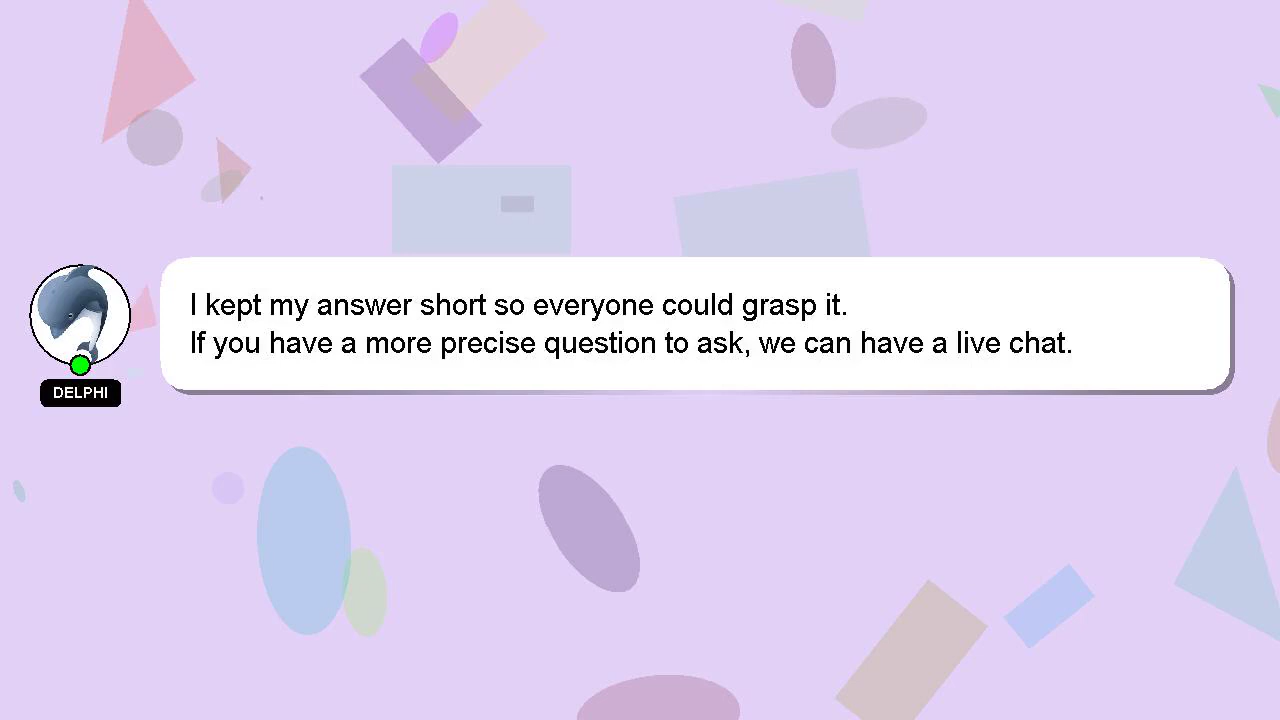 I kept my answer short so everyone could grasp it.
If you have a more precise question to ask, we can have a live chat.
DELPHI